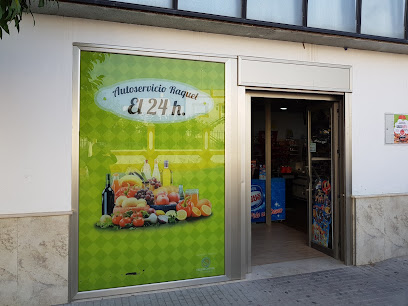 Autoservicio Raquel
El 24 h.